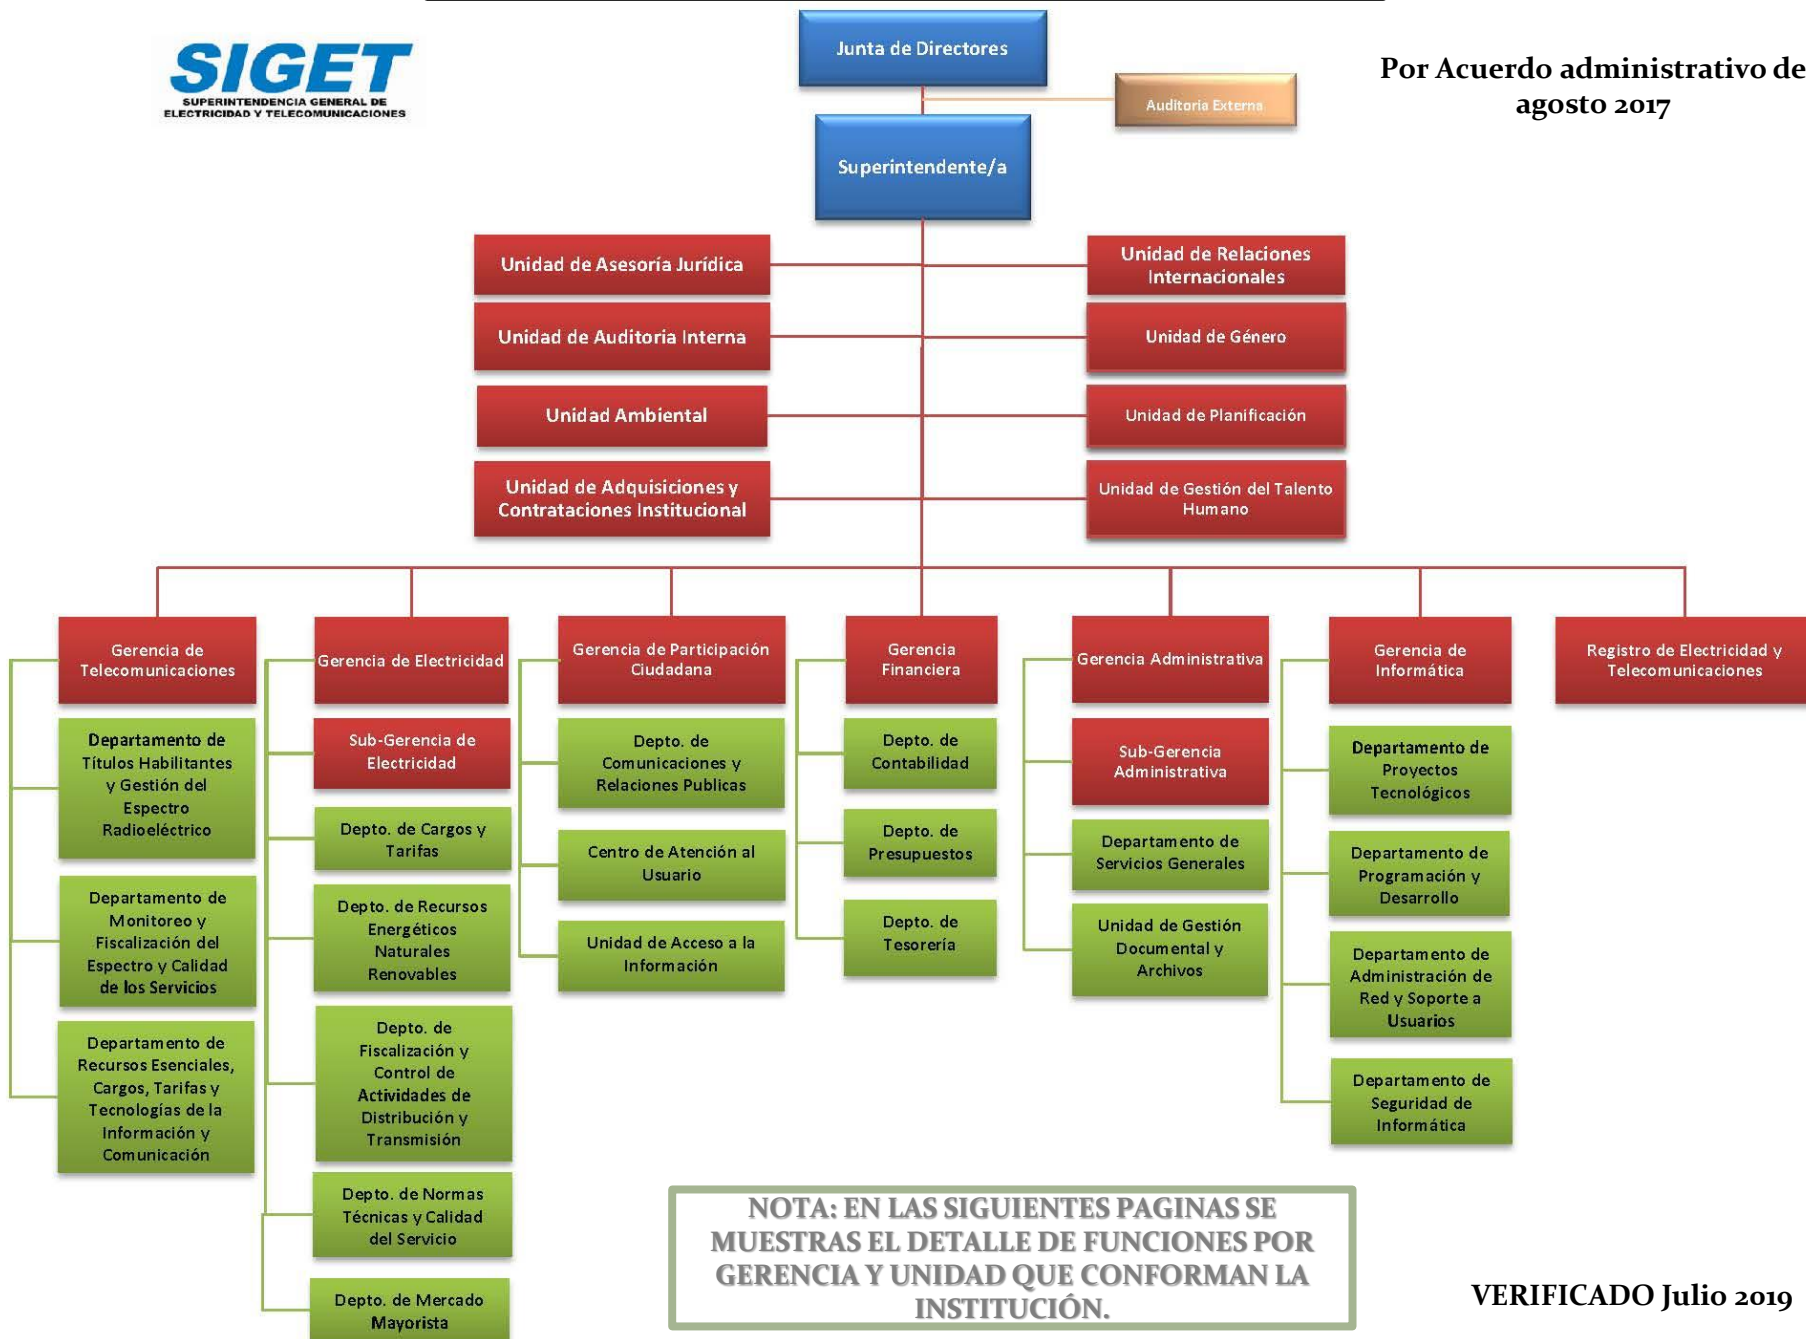 SIGET
SUPERINTENDENCIA GENERAL DE
ELECTRICIDAD Y TELECOMUNICACIONES
Junta de Directores
Auditoria Externa
Por Acuerdo administrativo de
agosto 2017
Superintendente/a
Unidad de Asesoría Jurídica
Unidad de Relaciones
Internacionales
Unidad de Auditoria Interna
Unidad de Género
Unidad Ambiental
Unidad de Planificación
Unidad de Adquisiciones y
Contrataciones Institucional
Unidad de Gestión del Talento
Humano
Gerencia de
Telecomunicaciones
Departamento de
Títulos Habilitantes
y Gestión del
Espectro
Radioeléctrico
Departamento de
Monitoreo y
Fiscalización del
Espectro y Calidad
de los Servicios
Departamento de
Recursos Esenciales,
Cargos, Tarifas y
Tecnologías de la
Información y
Comunicación
Gerencia de Electricidad
Sub-Gerencia de
Electricidad
Depto. de Cargos y
Tarifas
Depto. de Recursos
Energéticos
Naturales
Renovables
Depto. de
Fiscalización y
Control de
Actividades de
Distribución y
Transmisión
Depto. de Normas
Técnicas y Calidad
del Servicio
Depto. de Mercado
Mayorista
Gerencia de Participación
Ciudadana
Depto. de
Comunicaciones y
Relaciones Publicas
Centro de Atención al
Usuario
Unidad de Acceso a la
Información
Gerencia
Financiera
Depto. de
Contabilidad
Depto. de
Presupuestos
Depto. de
Tesorería
Gerencia Administrativa
Sub-Gerencia
Administrativa
Departamento de
Servicios Generales
Unidad de Gestión
Documental y
Archivos
Gerencia de
Informática
Departamento de
Proyectos
Tecnológicos
Departamento de
Programación y
Desarrollo
Departamento de
Administración de
Red y Soporte a
Usuarios
Departamento de
Seguridad de
Informática
Registro de Electricidad y
Telecomunicaciones
NOTA: EN LAS SIGUIENTES PAGINAS SE
MUESTRAS EL DETALLE DE FUNCIONES POR
GERENCIA Y UNIDAD QUE CONFORMAN LA
INSTITUCIÓN.
VERIFICADO Julio 2019